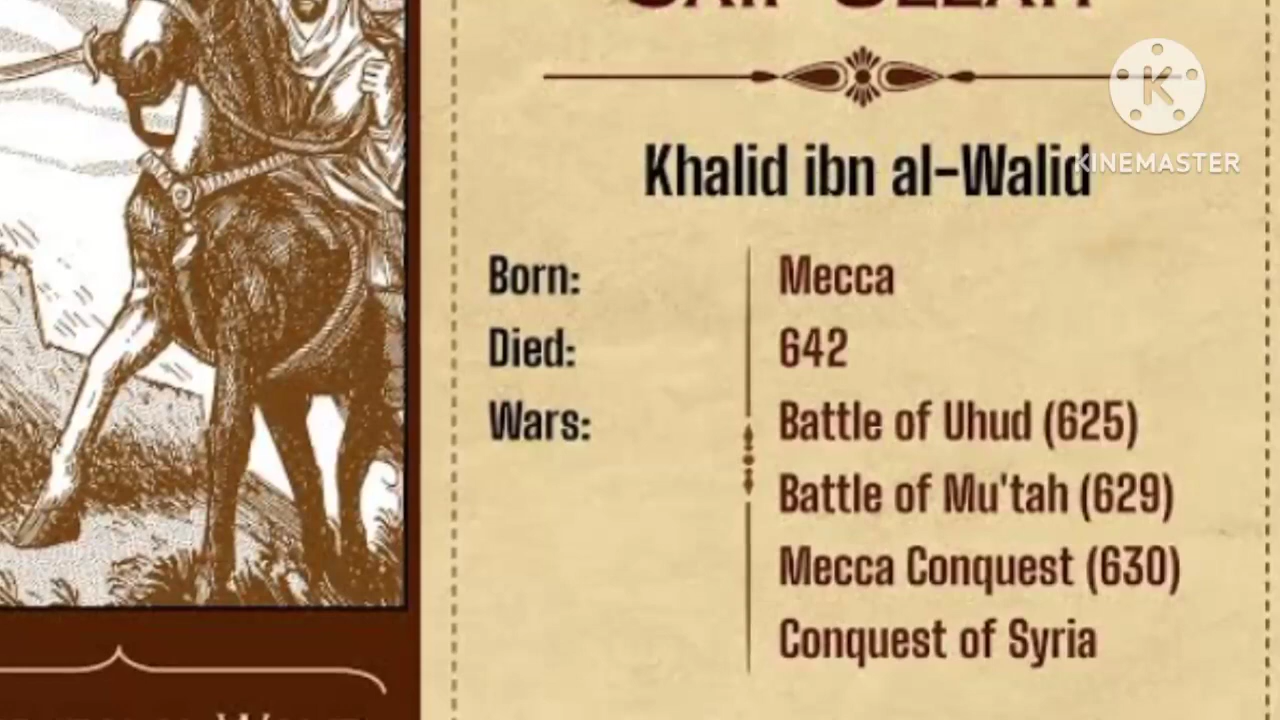 Khalid ibn al-Walid
KINEMASTER
Born: Mecca
Died: 642
Wars: Battle of Uhud (625)
Battle of Mu'tah (629)
Mecca Conquest (630)
Conquest of Syria